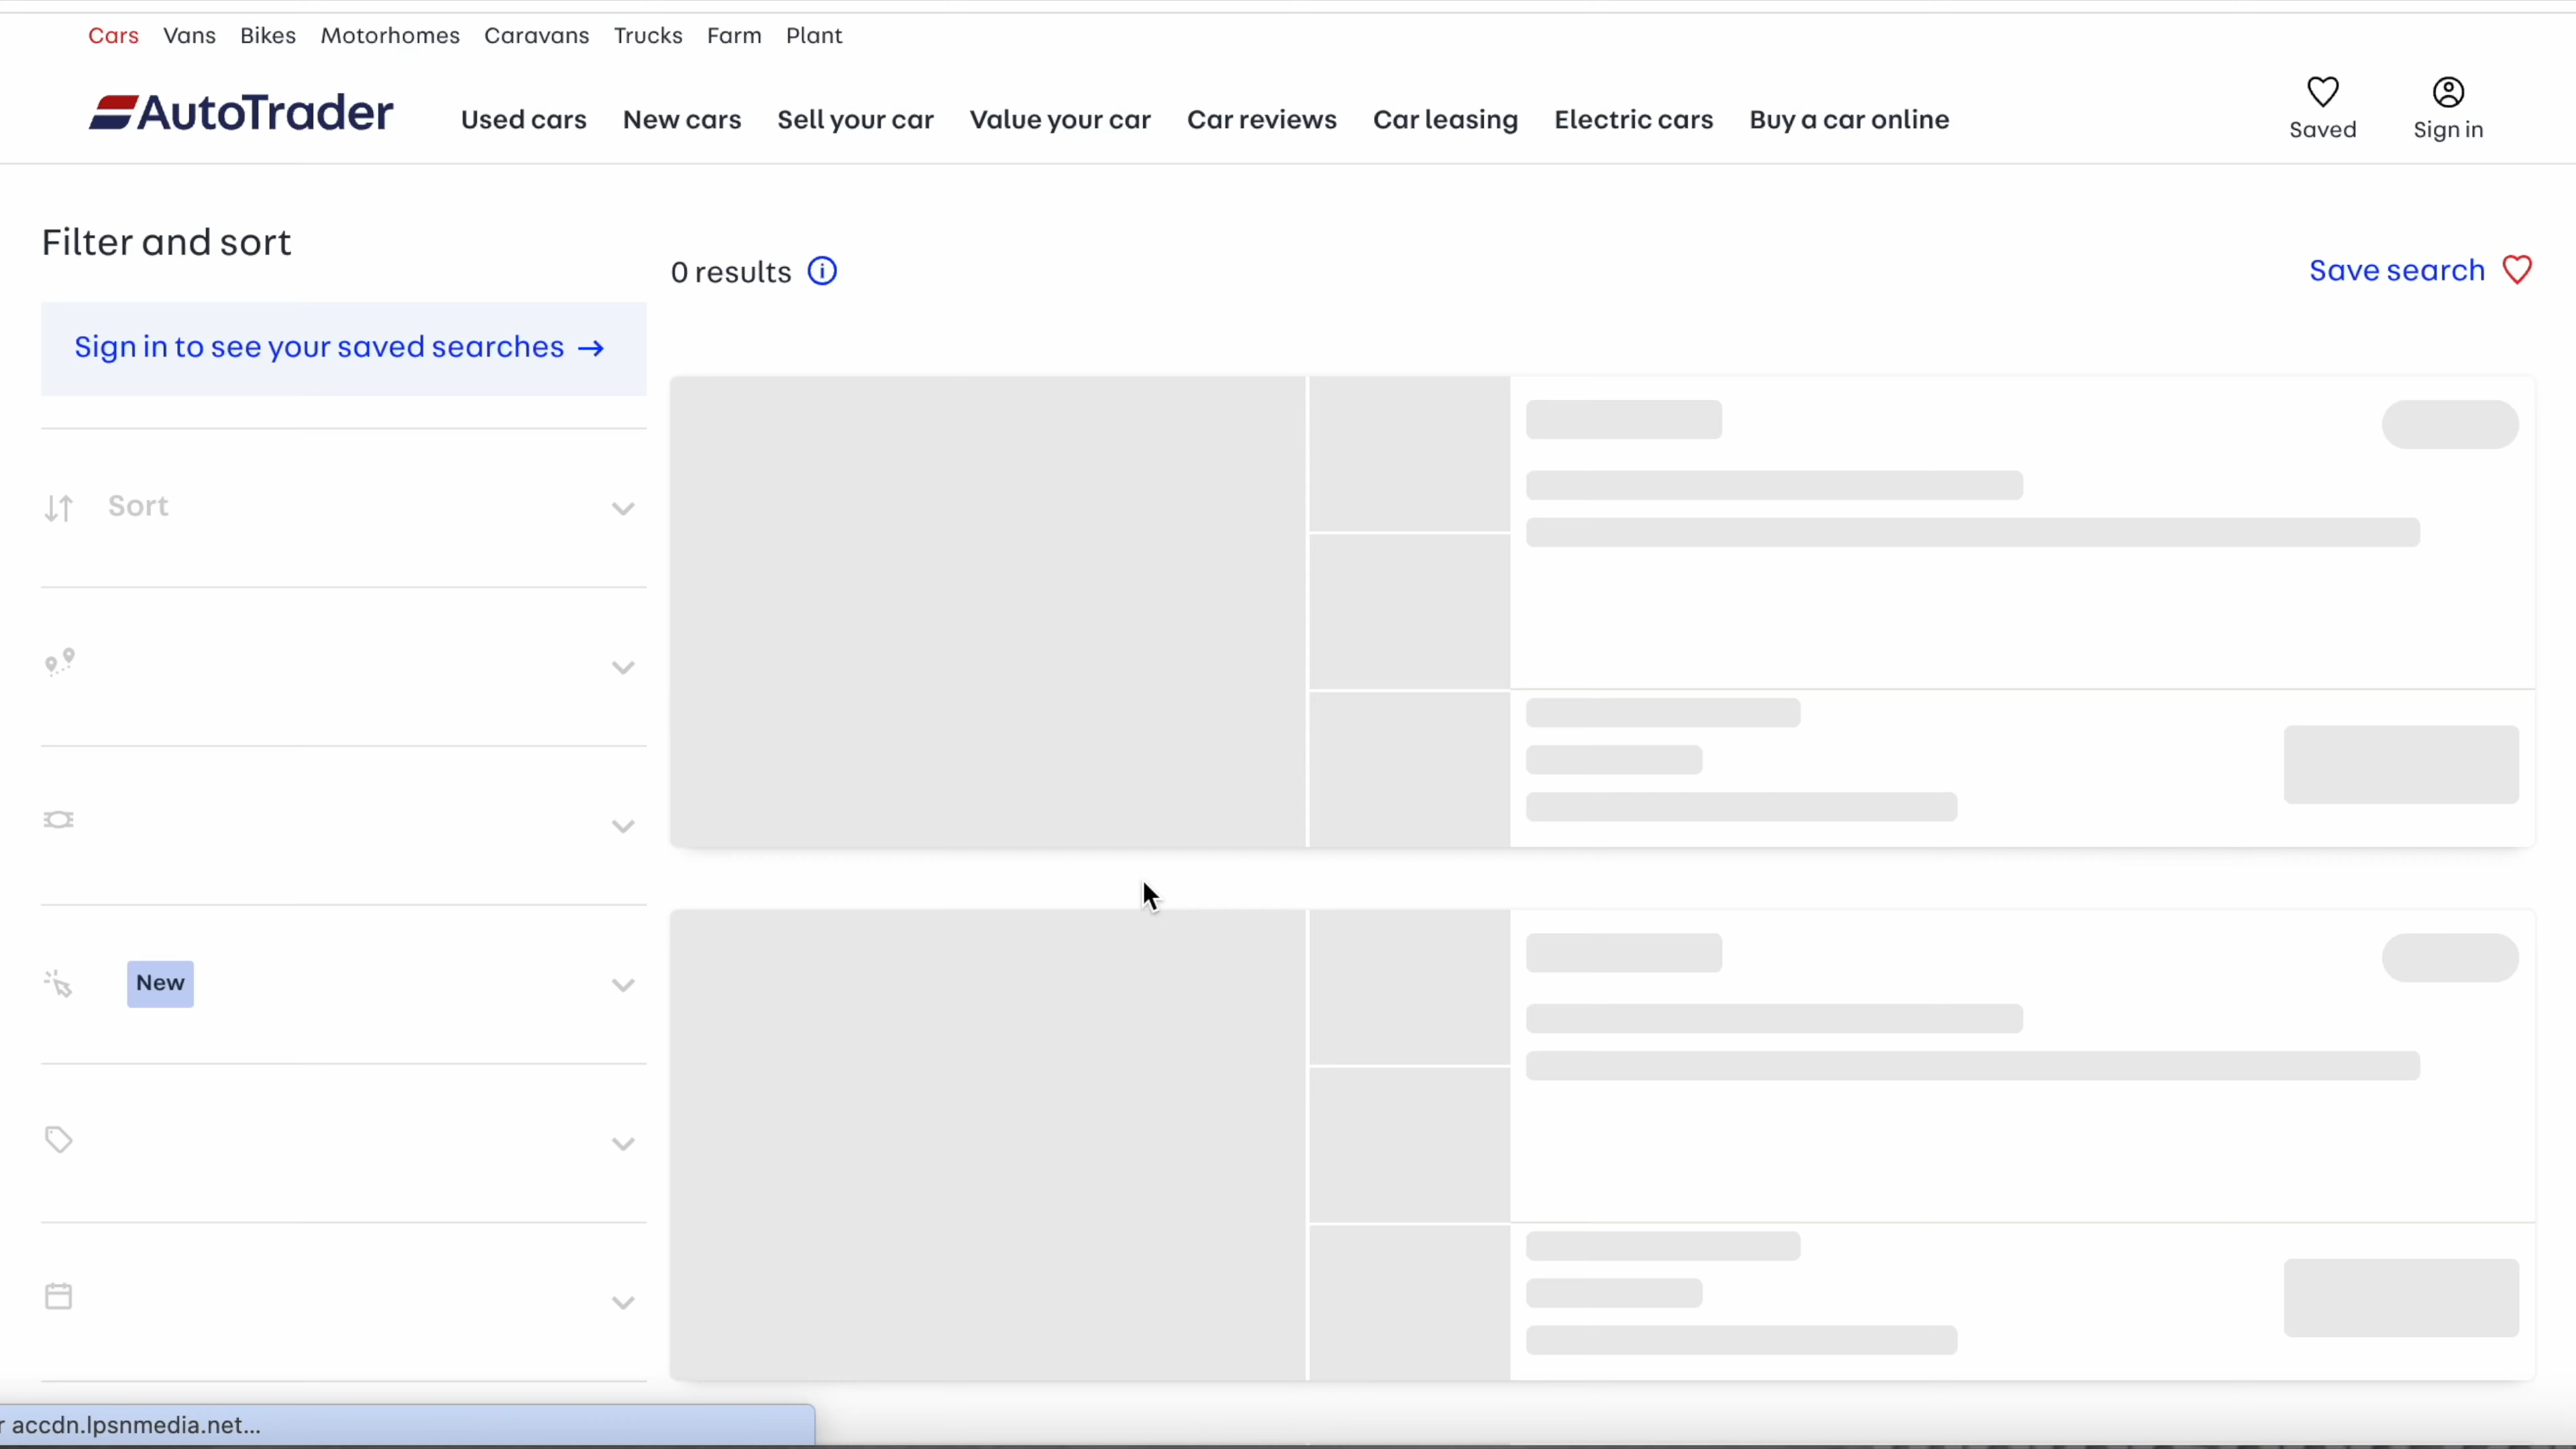 Cars Vans Bikes Motorhomes Caravans Trucks Farm Plant
AutoTrader Used cars New cars Sell your car Value your car Car reviews Car leasing Electric cars Buy a car online Saved Sign in
Filter and sort
0 results Save search
Sign in to see your saved searches →
Sort
New
r accdn.lpsnmedia.net...